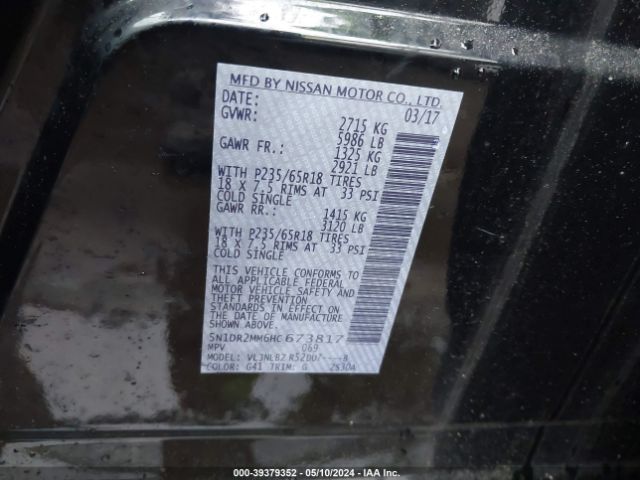 MFD BY NISSAN MOTOR CO., LTD.
DATE: 03/17
GVWR: 2715 KG
5986 LB
GAWR FR.: 1325 KG
2921 LB
WITH P235/65R18 TIRES
18 X 7.5 RIMS AT 33 PSI
COLD SINGLE
GAWR RR.: 1415 KG
3120 LB
WITH P235/65R18 TIRES
18 X 7.5 RIMS AT 33 PSI
COLD SINGLE
THIS VEHICLE CONFORMS TO
ALL APPLICABLE FEDERAL
MOTOR VEHICLE SAFETY AND
THEFT PREVENTION
STANDARDS IN EFFECT ON
THE DATE OF MANUFACTURE
SHOWN ABOVE.
5N1DR2MM6HC673817
MPV 069
VLJNLBZ R52DU7----8
COLOR: G41 TRIM: G 2S30A
000-39379352 - 05/10/2024 - IAA Inc.